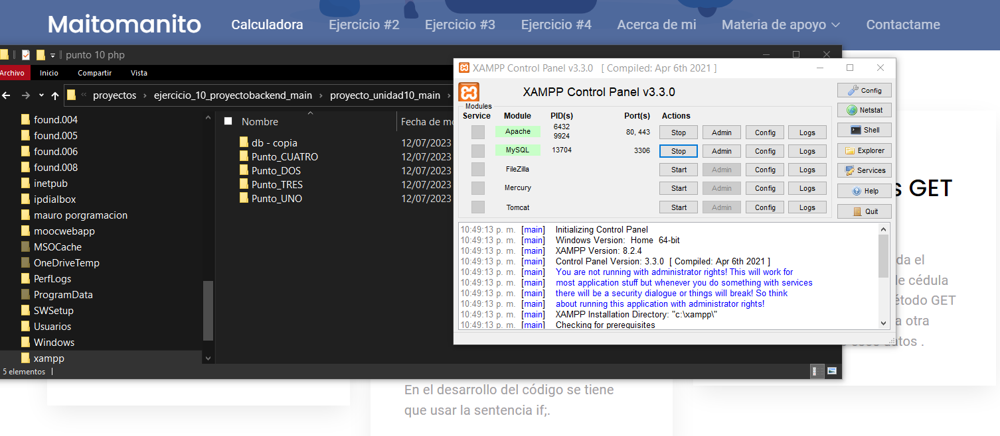 Maitomanito Calculadora Ejercicio #2 Ejercicio #3 Ejercicio #4 Acerca de mi Materia de apoyo Contactame
punto 10 php
Archivo Inicio Compartir Vista
proyectos › ejercicio_10_proyectobackend_main › proyecto_unidad10_main ›
found.004
found.005
found.006
found.008
inetpub
ipdialbox
mauro porgramacion
moocwebapp
MSOCache
OneDriveTemp
PerfLogs
ProgramData
SWSetup
Usuarios
Windows
xampp
5 elementos
Nombre Fecha de mo
db - copia 12/07/2023
Punto_CUATRO 12/07/2023
Punto_DOS 12/07/2023
Punto_TRES 12/07/2023
Punto_UNO 12/07/2023
XAMPP Control Panel v3.3.0 [ Compiled: Apr 6th 2021 ]
XAMPP Control Panel v3.3.0
Modules
Service Module PID(s) Port(s) Actions
Apache 6432
9924 80, 443 Stop Admin Config Logs
MySQL 13704 3306 Stop Admin Config Logs
FileZilla Start Admin Config Logs
Mercury Start Admin Config Logs
Tomcat Start Admin Config Logs
Config
Netstat
Shell
Explorer
Services
Help
Quit
10:49:13 p. m. [main] Initializing Control Panel
10:49:13 p. m. [main] Windows Version: Home 64-bit
10:49:13 p. m. [main] XAMPP Version: 8.2.4
10:49:13 p. m. [main] Control Panel Version: 3.3.0 [ Compiled: Apr 6th 2021 ]
10:49:13 p. m. [main] You are not running with administrator rights! This will work for
10:49:13 p. m. [main] most application stuff but whenever you do something with services
10:49:13 p. m. [main] there will be a security dialogue or things will break! So think
10:49:13 p. m. [main] about running this application with administrator rights!
10:49:13 p. m. [main] XAMPP Installation Directory: "c:\xampp\"
10:49:13 p. m. [main] Checking for prerequisites
s GET
da el
de cédula
étodo GET
a otra
datos .
En el desarrollo del código se tiene
que usar la sentencia if;.